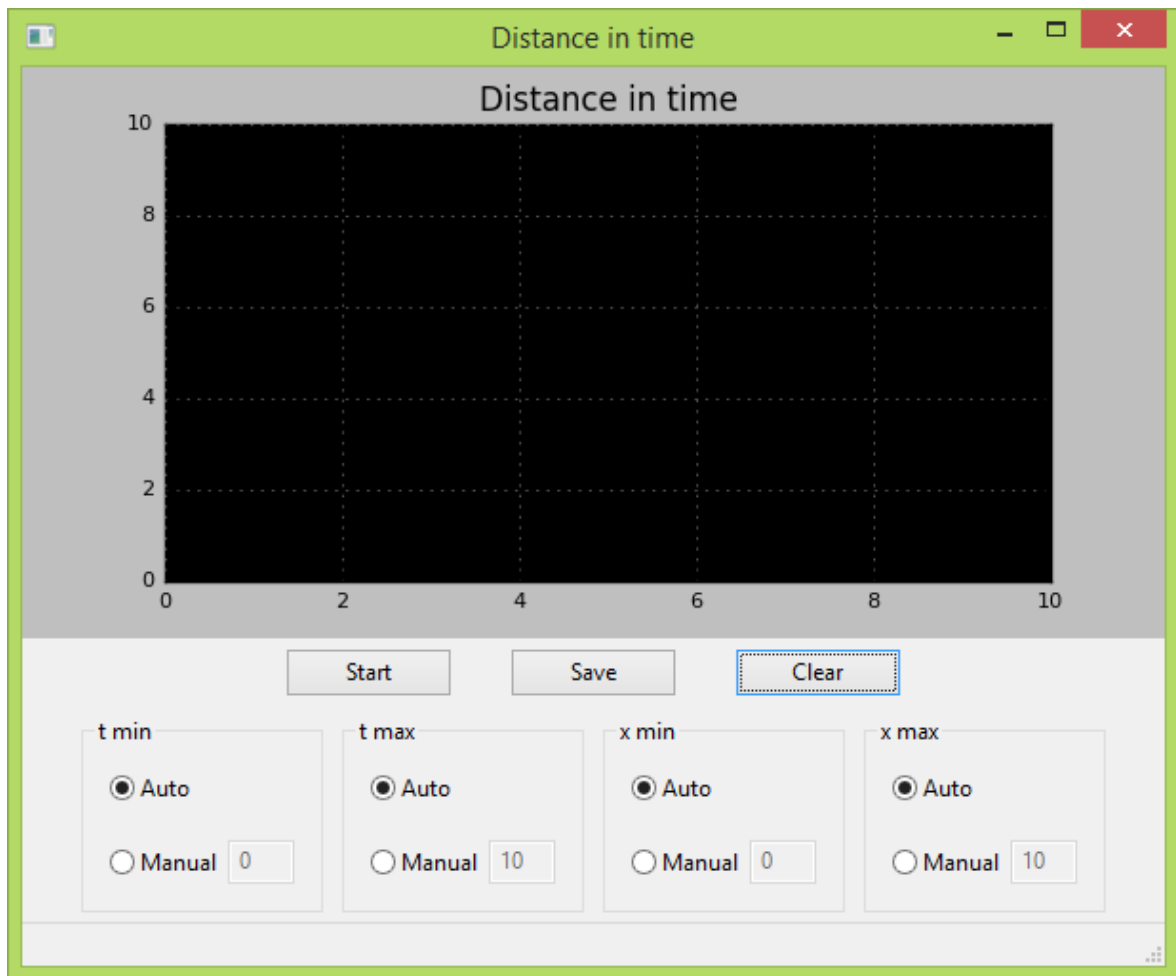 Distance in time
Distance in time
10
8
6
4
2
0
0 2 4 6 8 10
Start Save Clear
t min t max x min x max
Auto Auto Auto Auto
Manual 0 Manual 10 Manual 0 Manual 10